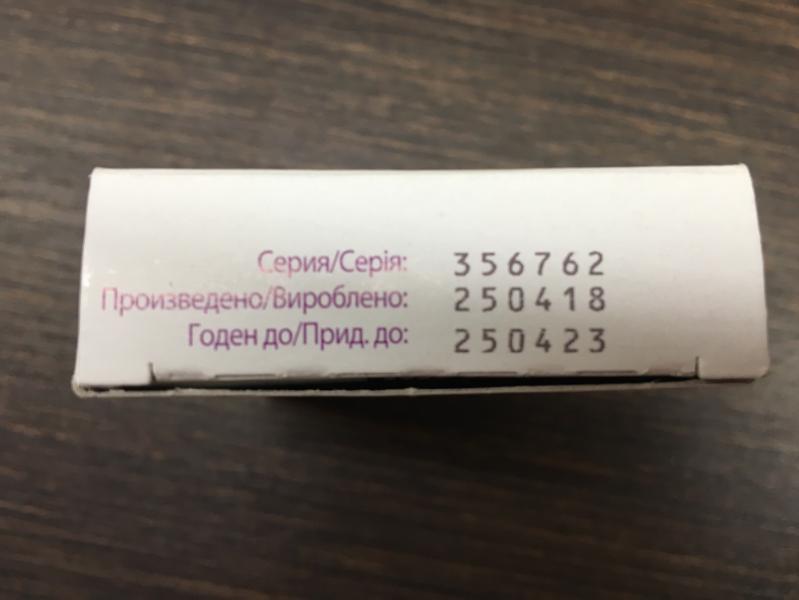 Серия/Серія: 356762
Произведено/Вироблено: 250418
Годен до/Прид. до: 250423